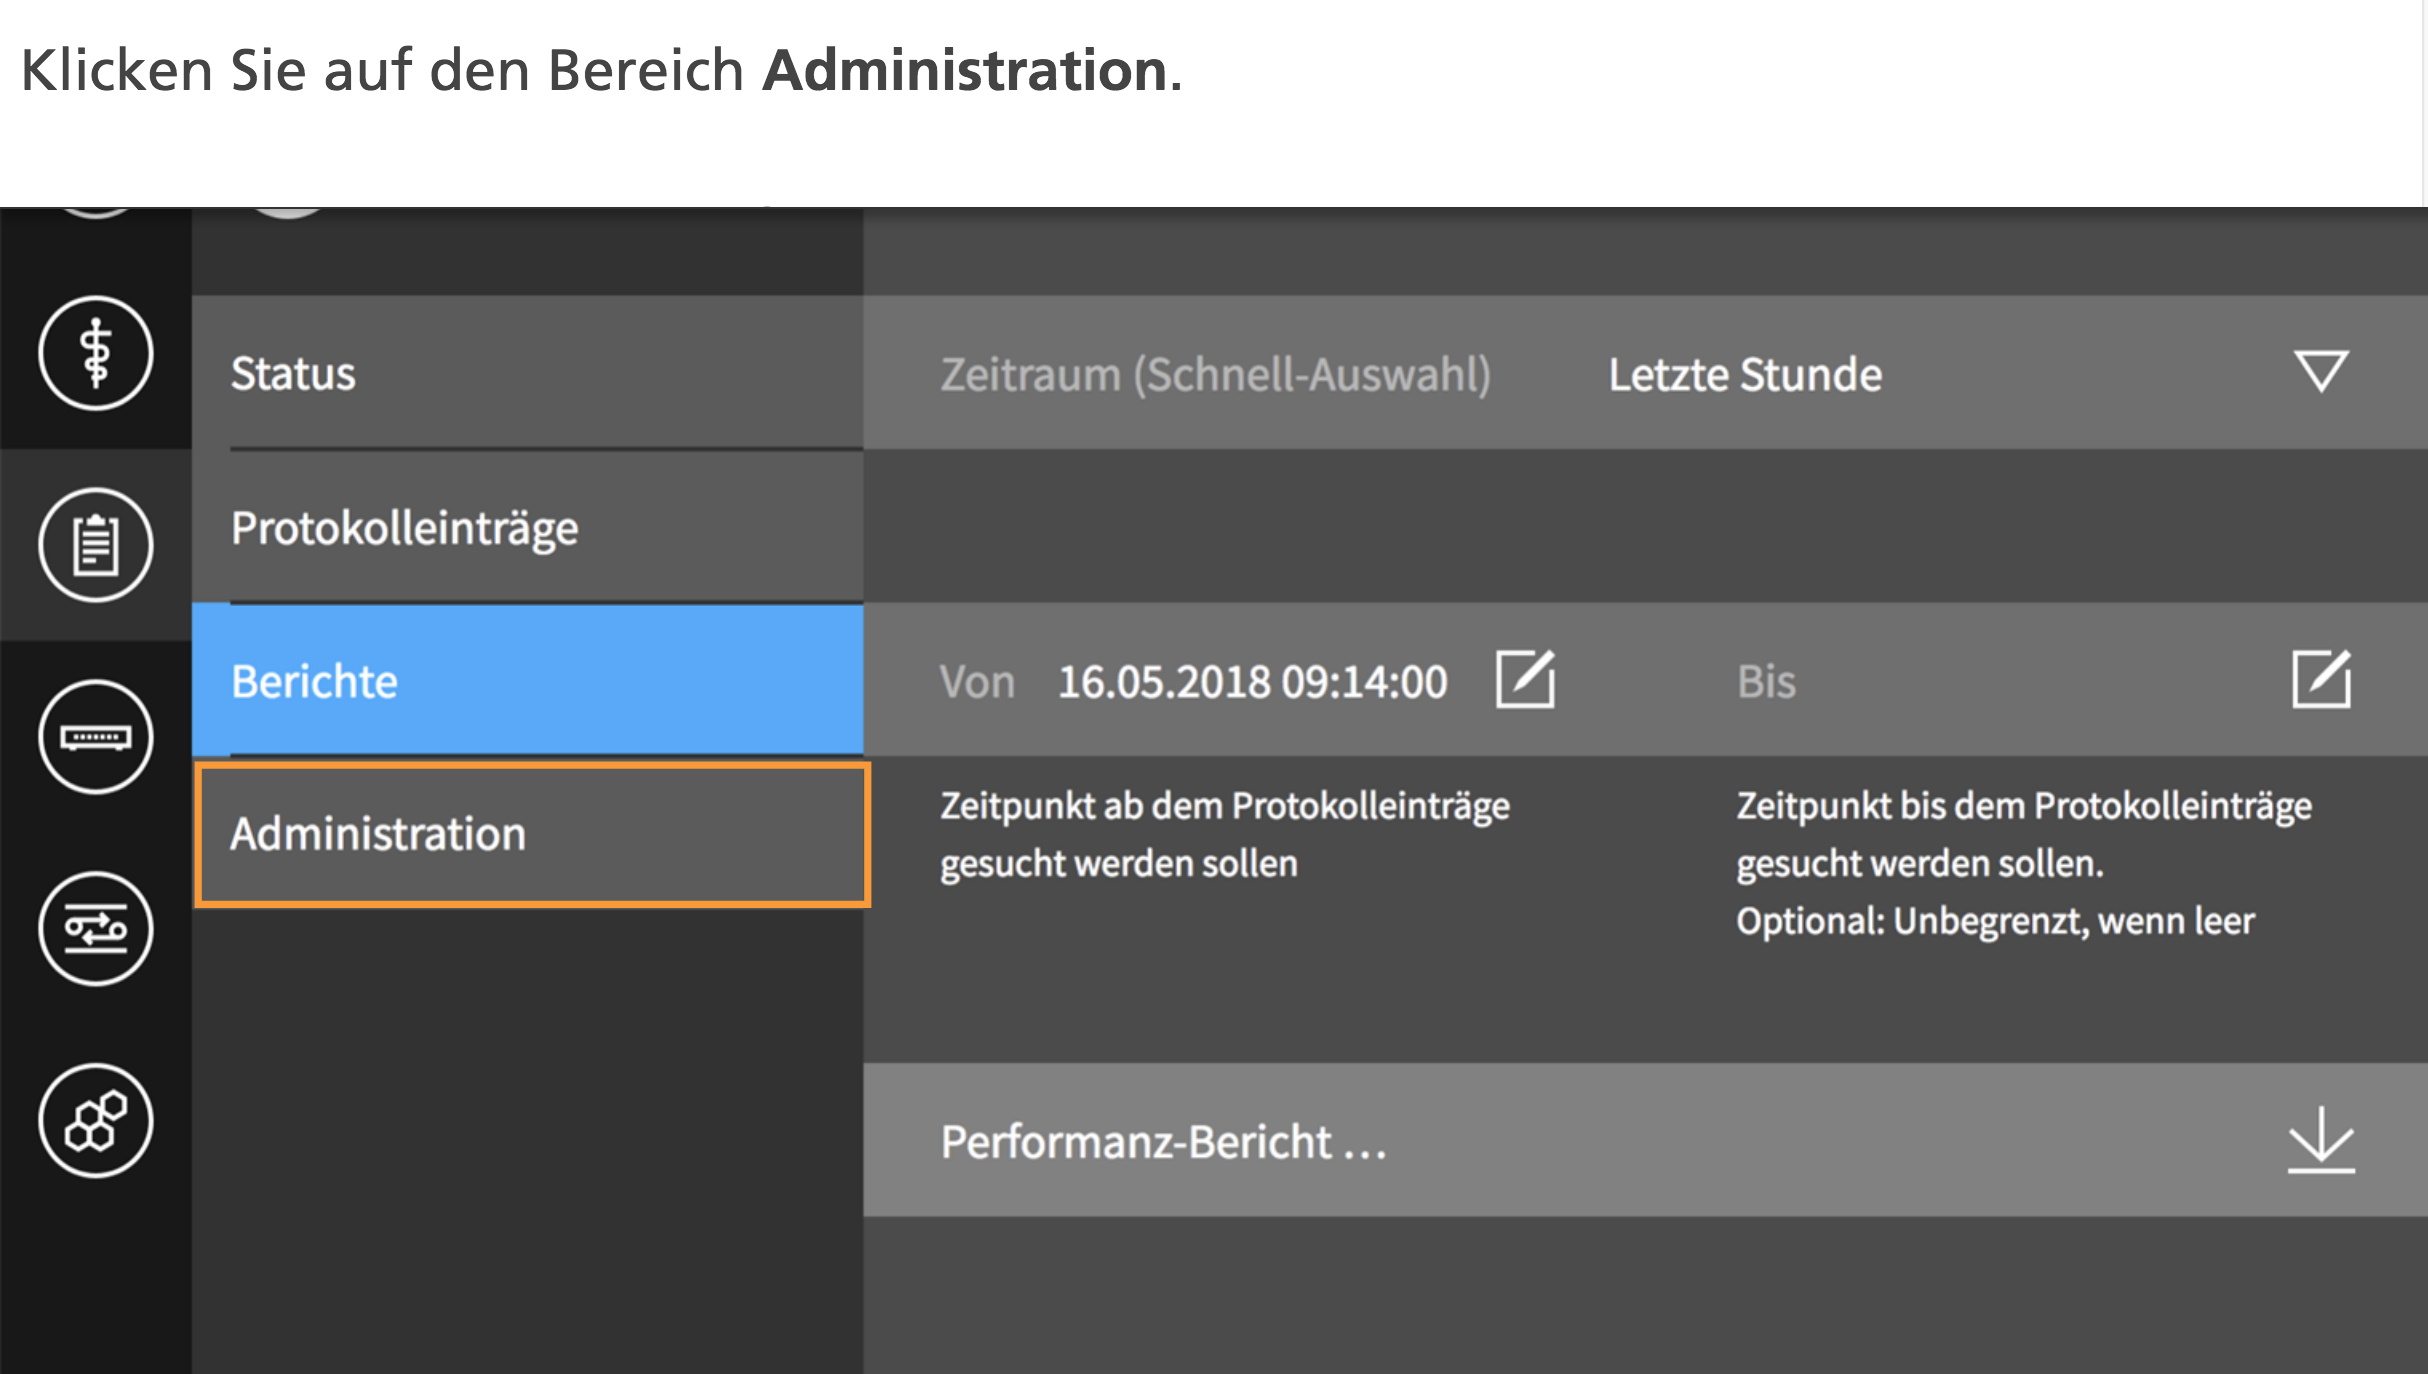 Klicken Sie auf den Bereich Administration.
Status
Zeitraum (Schnell-Auswahl) Letzte Stunde
Protokolleinträge
Berichte
Von 16.05.2018 09:14:00 Bis
Administration
Zeitpunkt ab dem Protokolleinträge
gesucht werden sollen
Zeitpunkt bis dem Protokolleinträge
gesucht werden sollen.
Optional: Unbegrenzt, wenn leer
Performanz-Bericht ...